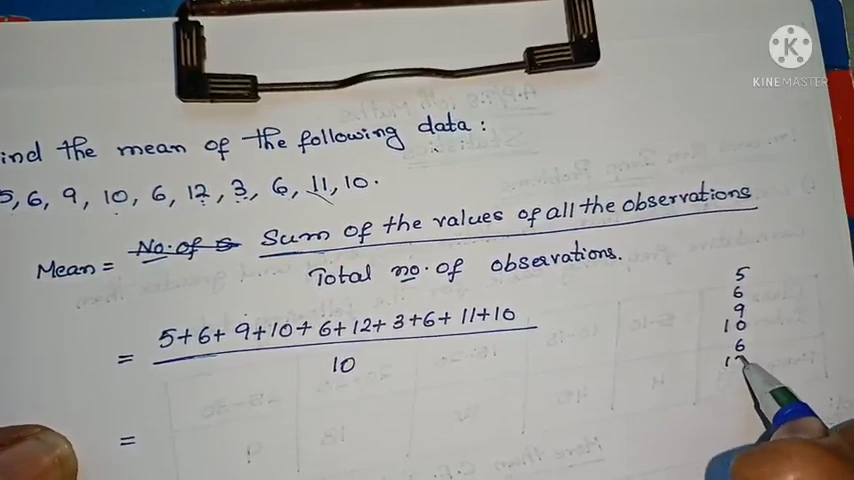 KINEMASTER
ind the mean of the following data:
5, 6, 9, 10, 6, 12, 3, 6, 11, 10.
Mean = No. of Sum of the values of all the observations
Total no. of observations.
= 5+6+9+10+6+12+3+6+11+10
10
=
5
6
9
10
6